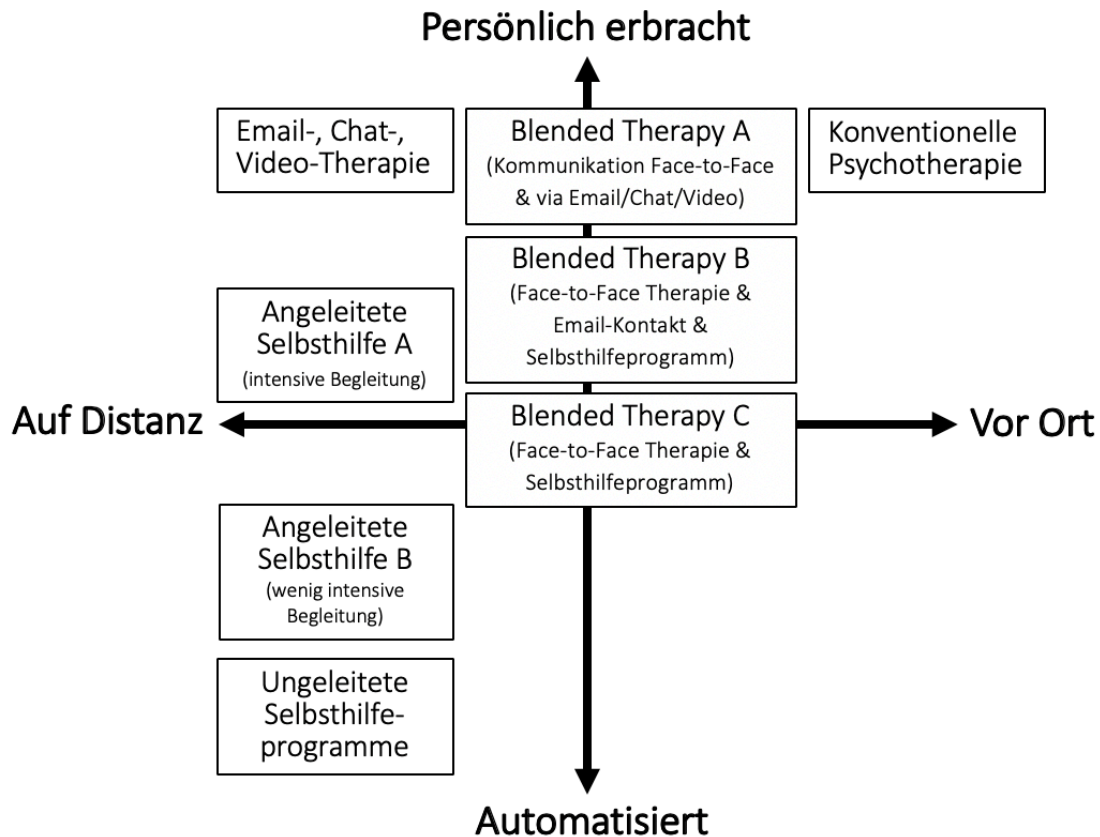 Persönlich erbracht
Email-, Chat-,
Video-Therapie
Blended Therapy A
(Kommunikation Face-to-Face
& via Email/Chat/Video)
Konventionelle
Psychotherapie
Blended Therapy B
(Face-to-Face Therapie &
Email-Kontakt &
Selbsthilfeprogramm)
Angeleitete
Selbsthilfe A
(intensive Begleitung)
Auf Distanz
Blended Therapy C
(Face-to-Face Therapie &
Selbsthilfeprogramm)
Vor Ort
Angeleitete
Selbsthilfe B
(wenig intensive
Begleitung)
Ungeleitete
Selbsthilfe-
programme
Automatisiert